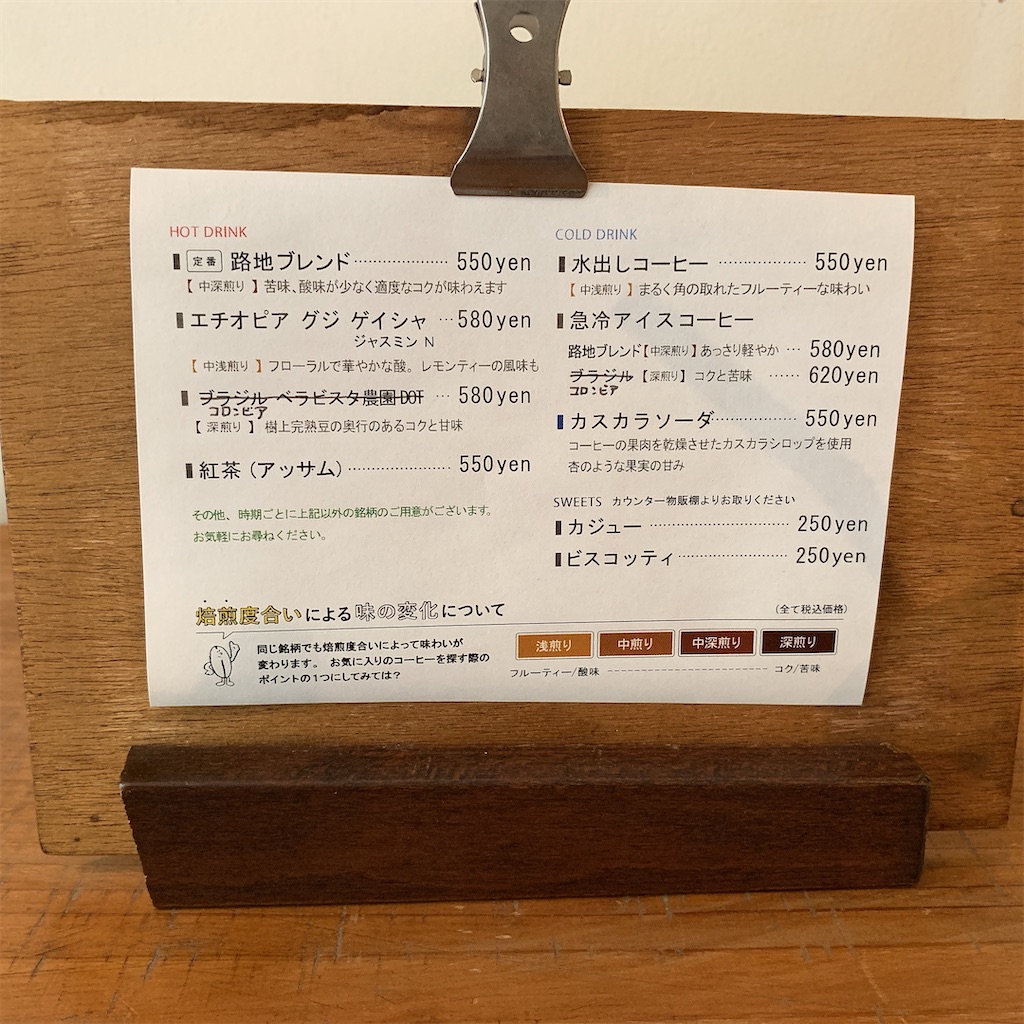 HOT DRINK
定番 路地ブレンド ………………… 550yen
【 中深煎り 】苦味、酸味が少なく適度なコクが味わえます
エチオピア グジ ゲイシャ … 580yen
ジャスミン N
【 中浅煎り 】フローラルで華やかな酸。レモンティーの風味も
ブラジル ベラビスタ農園 DOT … 580yen
コロンビア
【 深煎り 】 樹上完熟豆の奥行のあるコクと甘味
紅茶（アッサム）………………… 550yen
その他、時期ごとに上記以外の銘柄のご用意がございます。
お気軽にお尋ねください。
COLD DRINK
水出しコーヒー ……………… 550yen
【 中浅煎り 】まるく角の取れたフルーティーな味わい
急冷アイスコーヒー
路地ブレンド【中深煎り】あっさり軽やか … 580yen
ブラジル 【深煎り】 コクと苦味 …… 620yen
コロンビア
カスカラソーダ……………… 550yen
コーヒーの果肉を乾燥させたカスカラシロップを使用
杏のような果実の甘み
SWEETS カウンター物販棚よりお取りください
カジュー ……………………… 250yen
ビスコッティ ………………… 250yen
焙煎度合いによる味の変化について
(全て税込価格)
同じ銘柄でも焙煎度合いによって味わいが
変わります。 お気に入りのコーヒーを探す際の
ポイントの1つにしてみては？
浅煎り 中煎り 中深煎り 深煎り
フルーティー/酸味 ---------------------- コク/苦味